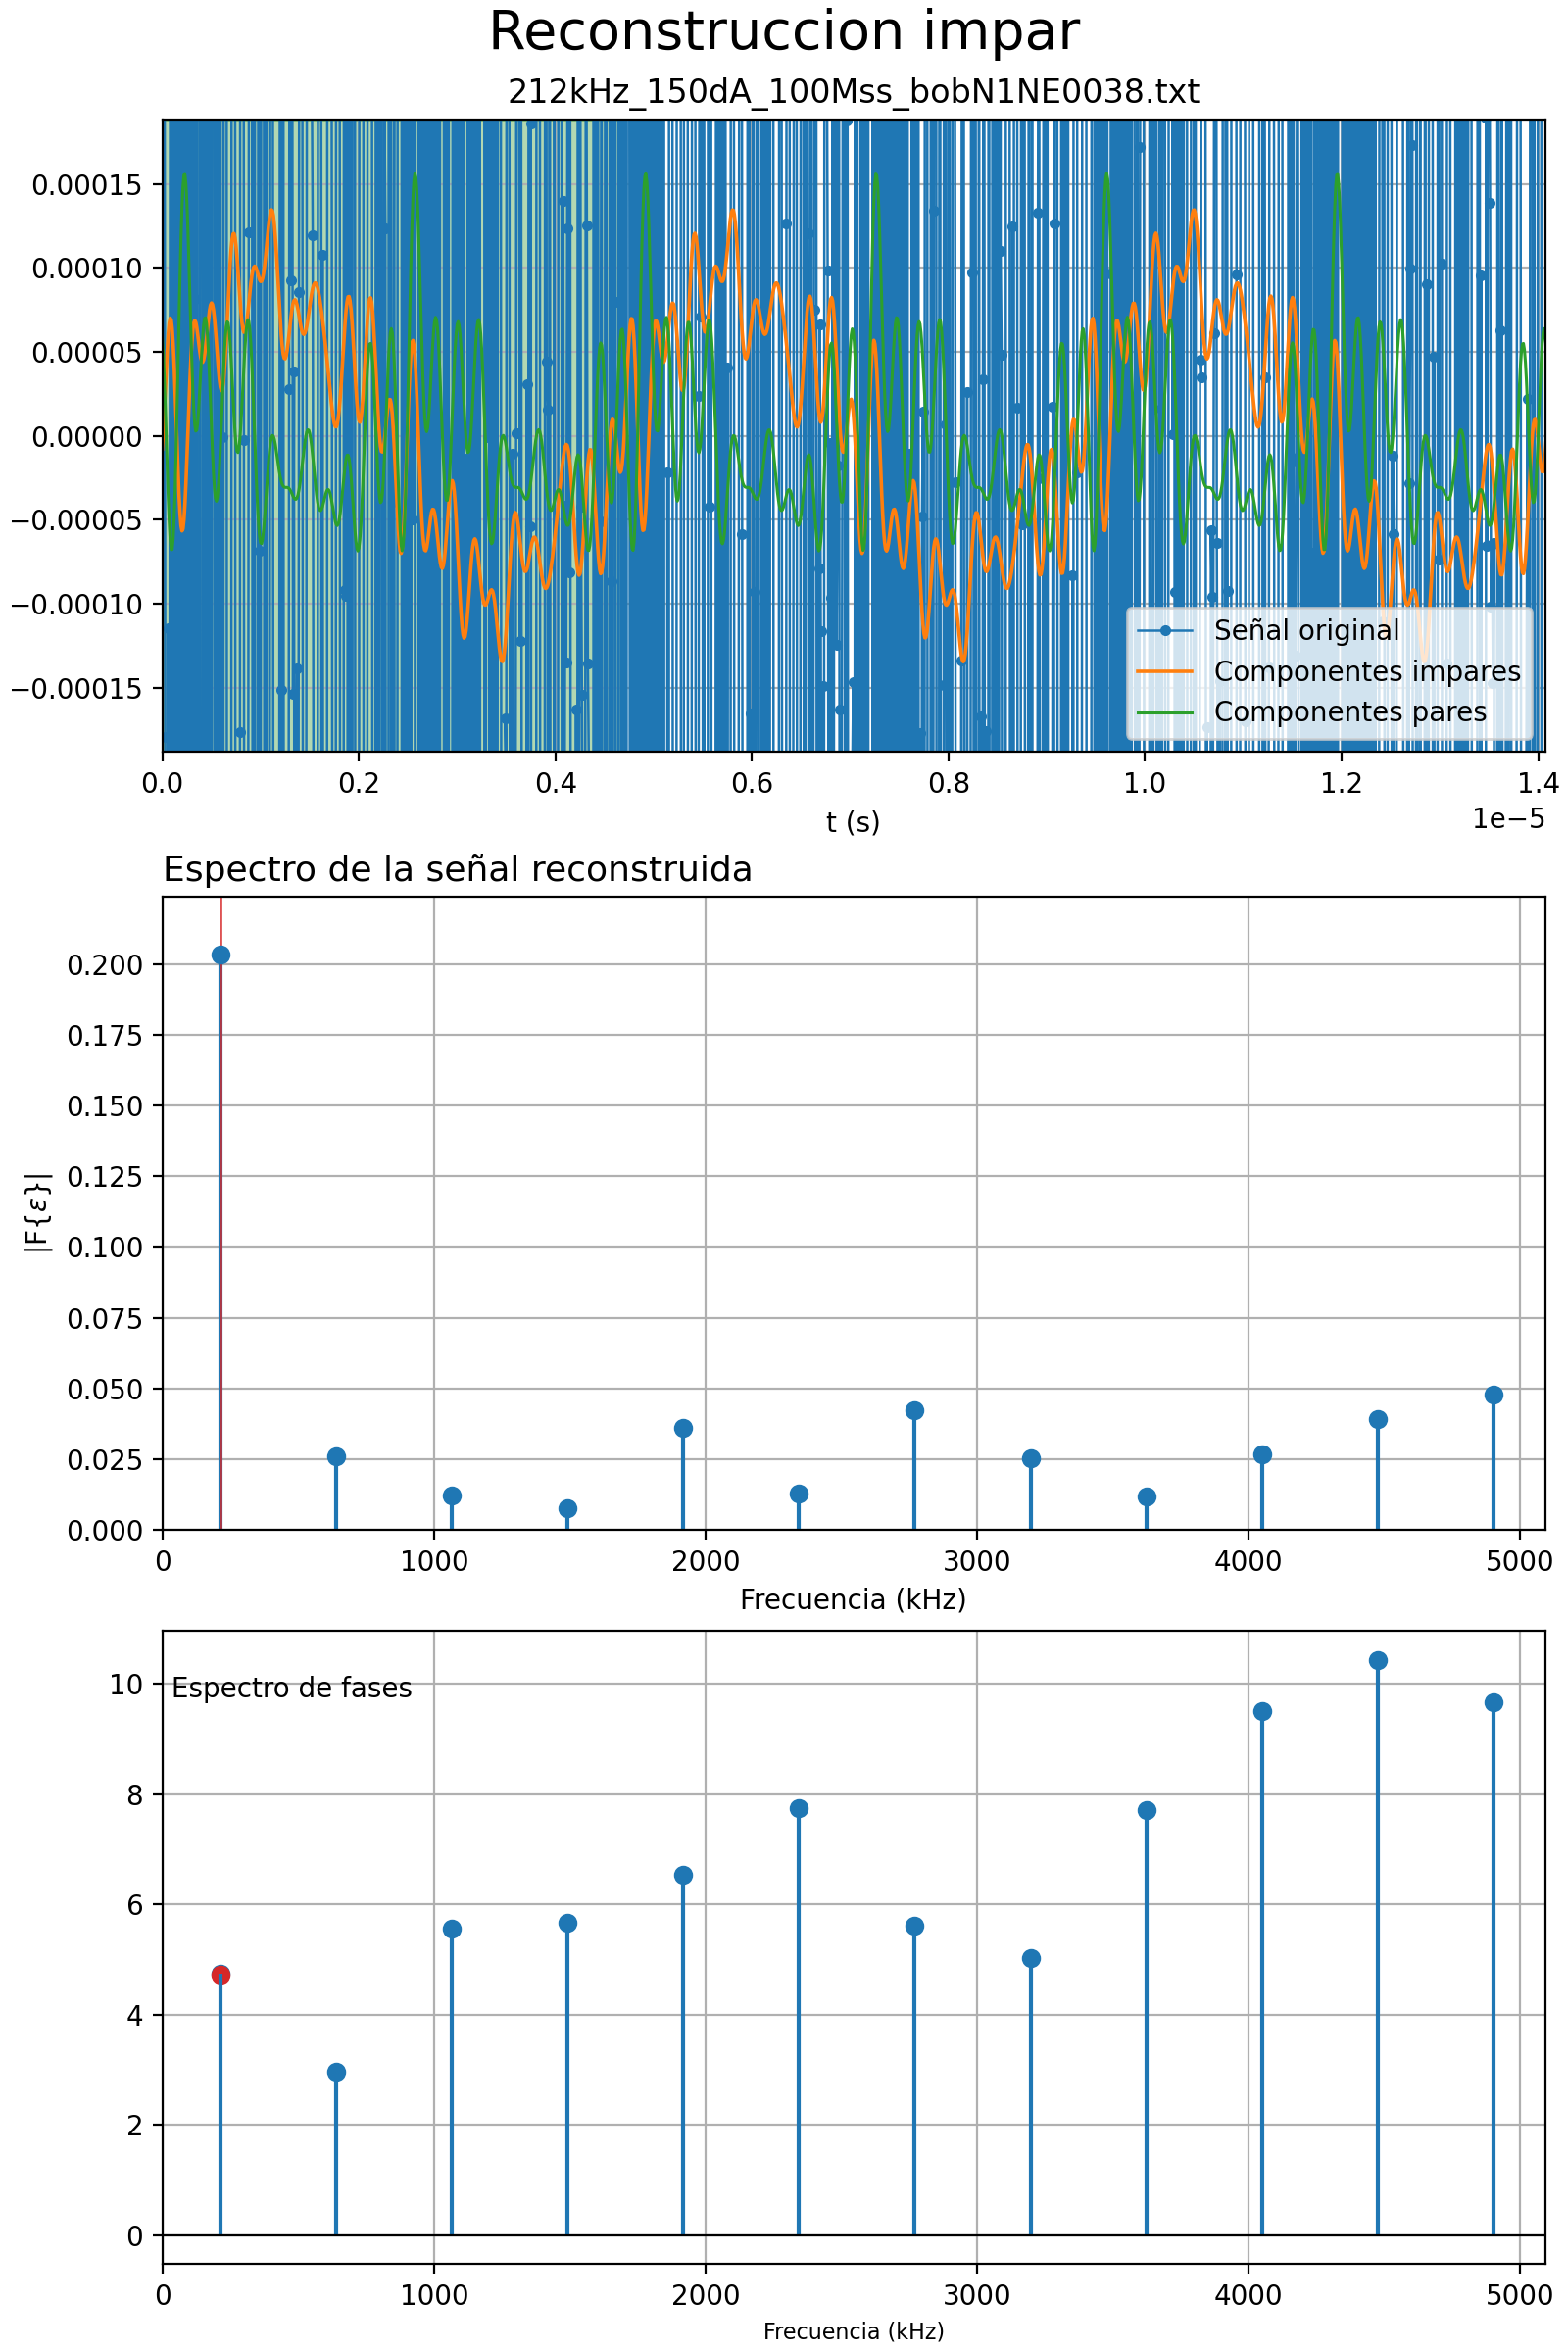 Reconstruccion impar
212kHz_150dA_100Mss_bobN1NE0038.txt
0.00015
0.00010
0.00005
0.00000
−0.00005
−0.00010
−0.00015
Señal original
Componentes impares
Componentes pares
0.0 0.2 0.4 0.6 0.8 1.0 1.2 1.4
1e−5
t (s)
Espectro de la señal reconstruida
0.200
0.175
0.150
0.125
0.100
0.075
0.050
0.025
0.000
|F{ε}|
0 1000 2000 3000 4000 5000
Frecuencia (kHz)
Espectro de fases
10
8
6
4
2
0
0 1000 2000 3000 4000 5000
Frecuencia (kHz)